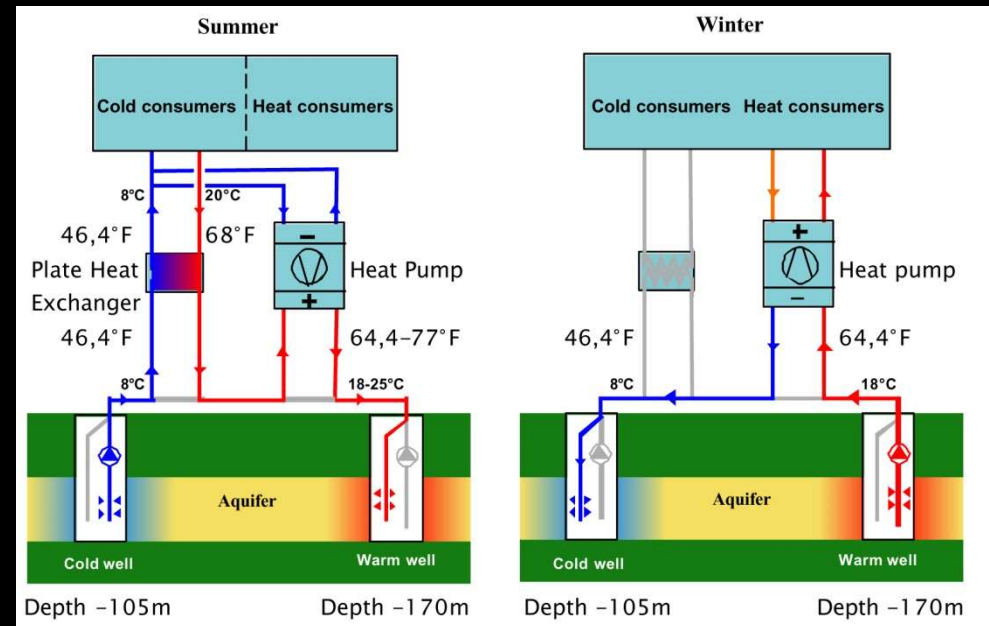 Summer
Cold consumers Heat consumers
8°C 20°C
46,4°F 68°F
−
Plate Heat
Exchanger
Heat Pump
+
46,4°F 64,4-77°F
8°C 18-25°C
Aquifer
Cold well Warm well
Depth -105m Depth -170m
Winter
Cold consumers Heat consumers
+
Heat pump
−
46,4°F 64,4°F
8°C 18°C
Aquifer
Cold well Warm well
Depth -105m Depth -170m